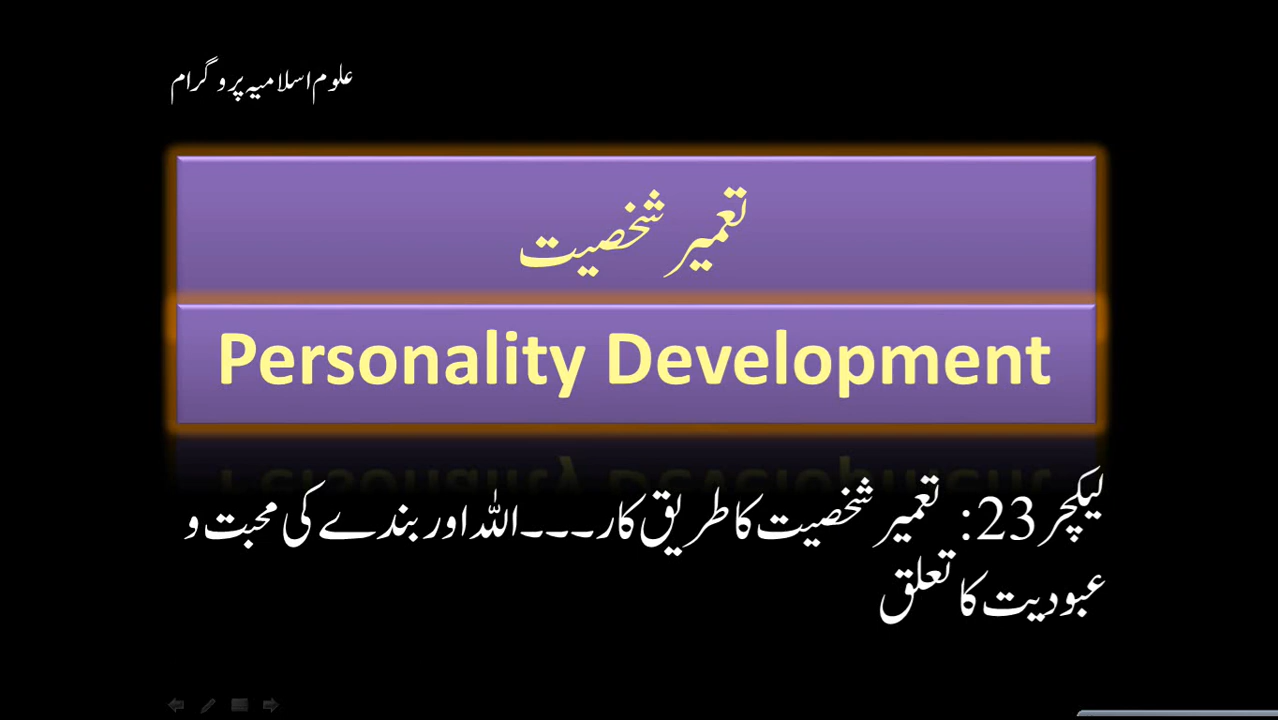 علوم اسلامیہ پروگرام
تعمیر شخصیت
Personality Development
لیکچر 23: تعمیر شخصیت کا طریق کار۔۔۔اللہ اور بندے کی محبت و
عبودیت کا تعلق